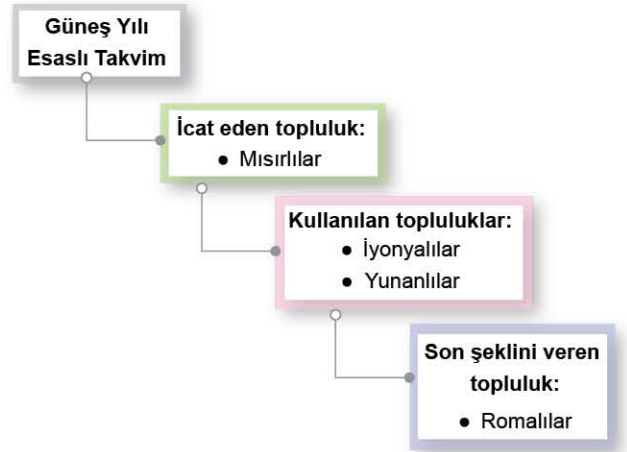 Güneş Yılı
Esaslı Takvim
İcat eden topluluk:
● Mısırlılar
Kullanılan topluluklar:
● İyonyalılar
● Yunanlılar
Son şeklini veren
topluluk:
● Romalılar